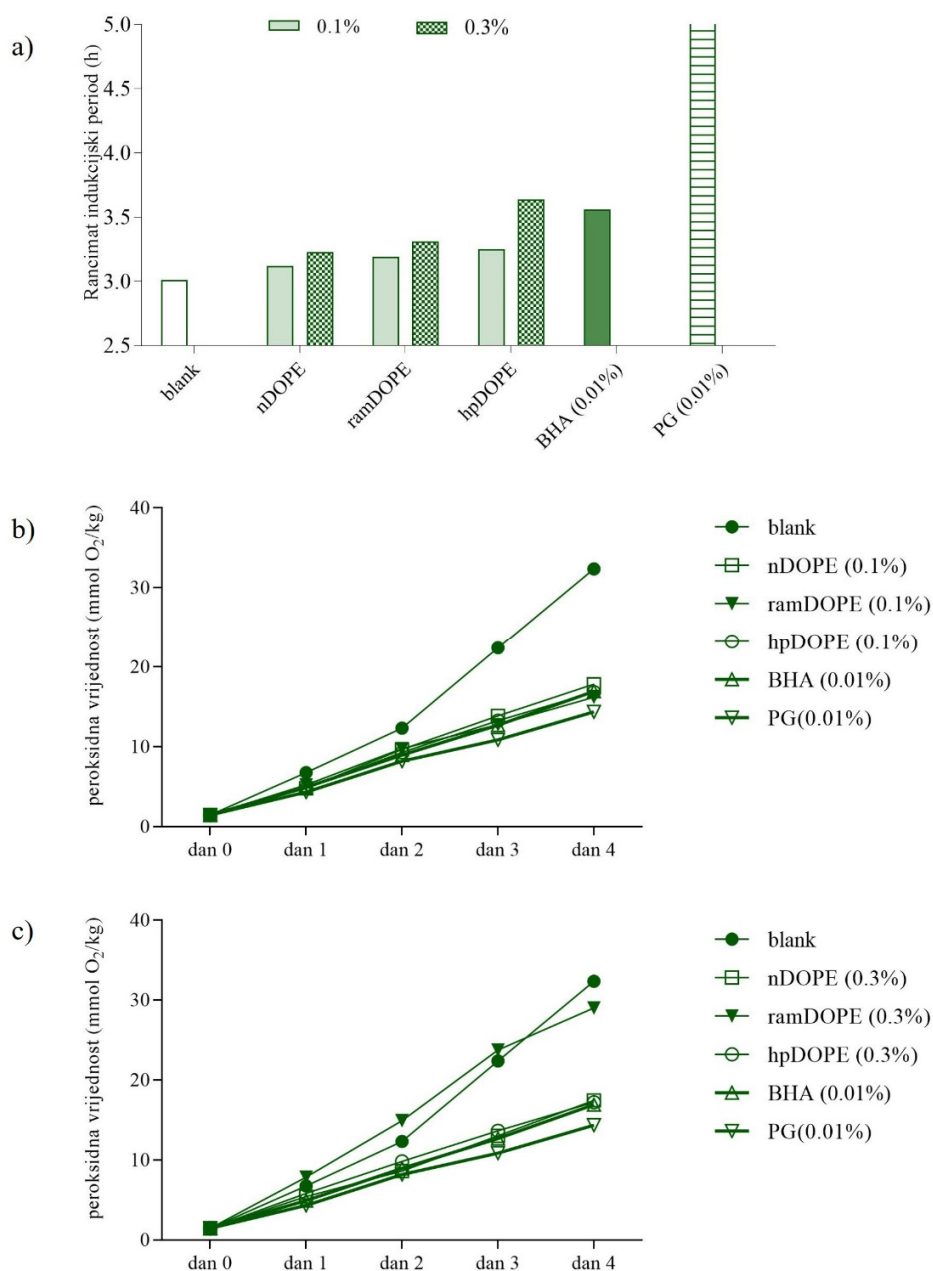 a)
0.1% 0.3%
Rancimat indukcijski period (h)
5.0
4.5
4.0
3.5
3.0
2.5
blank
nDOPE
ramDOPE
hpDOPE
BHA (0.01%)
PG (0.01%)
b)
peroksidna vrijednost (mmol O₂/kg)
40
30
20
10
0
dan 0 dan 1 dan 2 dan 3 dan 4
blank
nDOPE (0.1%)
ramDOPE (0.1%)
hpDOPE (0.1%)
BHA (0.01%)
PG(0.01%)
c)
peroksidna vrijednost (mmol O₂/kg)
40
30
20
10
0
dan 0 dan 1 dan 2 dan 3 dan 4
blank
nDOPE (0.3%)
ramDOPE (0.3%)
hpDOPE (0.3%)
BHA (0.01%)
PG(0.01%)